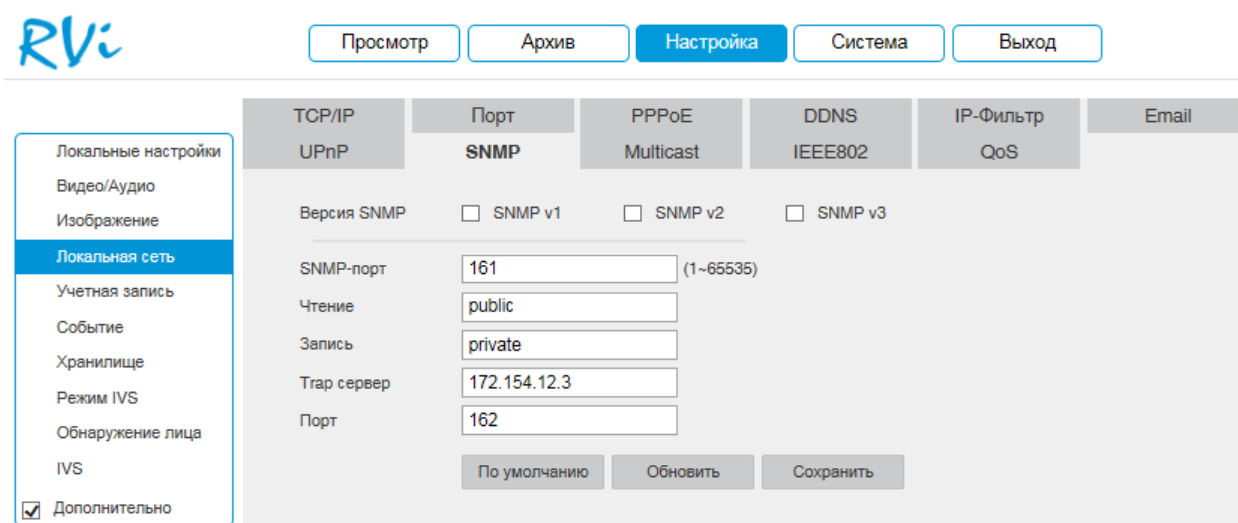 RVi
Просмотр Архив Настройка Система Выход
TCP/IP Порт PPPoE DDNS IP-Фильтр Email
UPnP SNMP Multicast IEEE802 QoS
Локальные настройки
Видео/Аудио
Изображение
Локальная сеть
Учетная запись
Событие
Хранилище
Режим IVS
Обнаружение лица
IVS
Дополнительно
Версия SNMP SNMP v1 SNMP v2 SNMP v3
SNMP-порт 161 (1~65535)
Чтение public
Запись private
Trap сервер 172.154.12.3
Порт 162
По умолчанию Обновить Сохранить